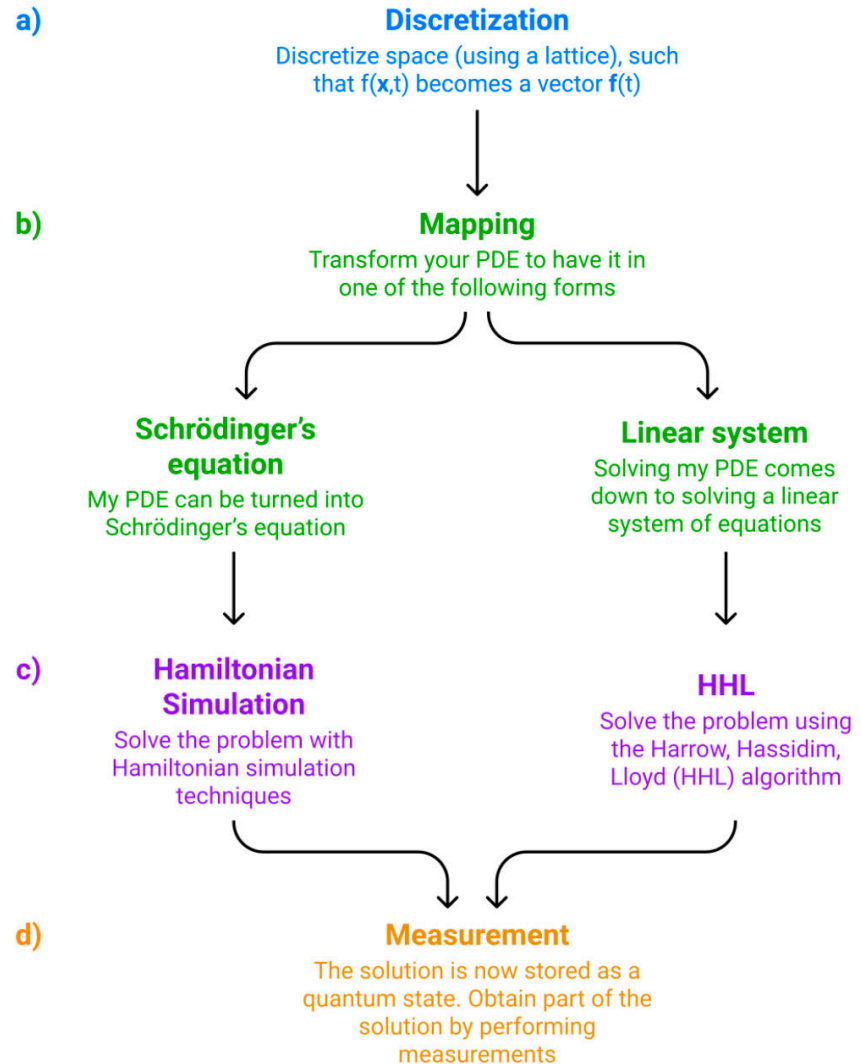 a)
Discretization
Discretize space (using a lattice), such
that f(x,t) becomes a vector f(t)
b)
Mapping
Transform your PDE to have it in
one of the following forms
Schrödinger’s
equation
My PDE can be turned into
Schrödinger’s equation
Linear system
Solving my PDE comes
down to solving a linear
system of equations
c)
Hamiltonian
Simulation
Solve the problem with
Hamiltonian simulation
techniques
HHL
Solve the problem using
the Harrow, Hassidim,
Lloyd (HHL) algorithm
d)
Measurement
The solution is now stored as a
quantum state. Obtain part of the
solution by performing
measurements